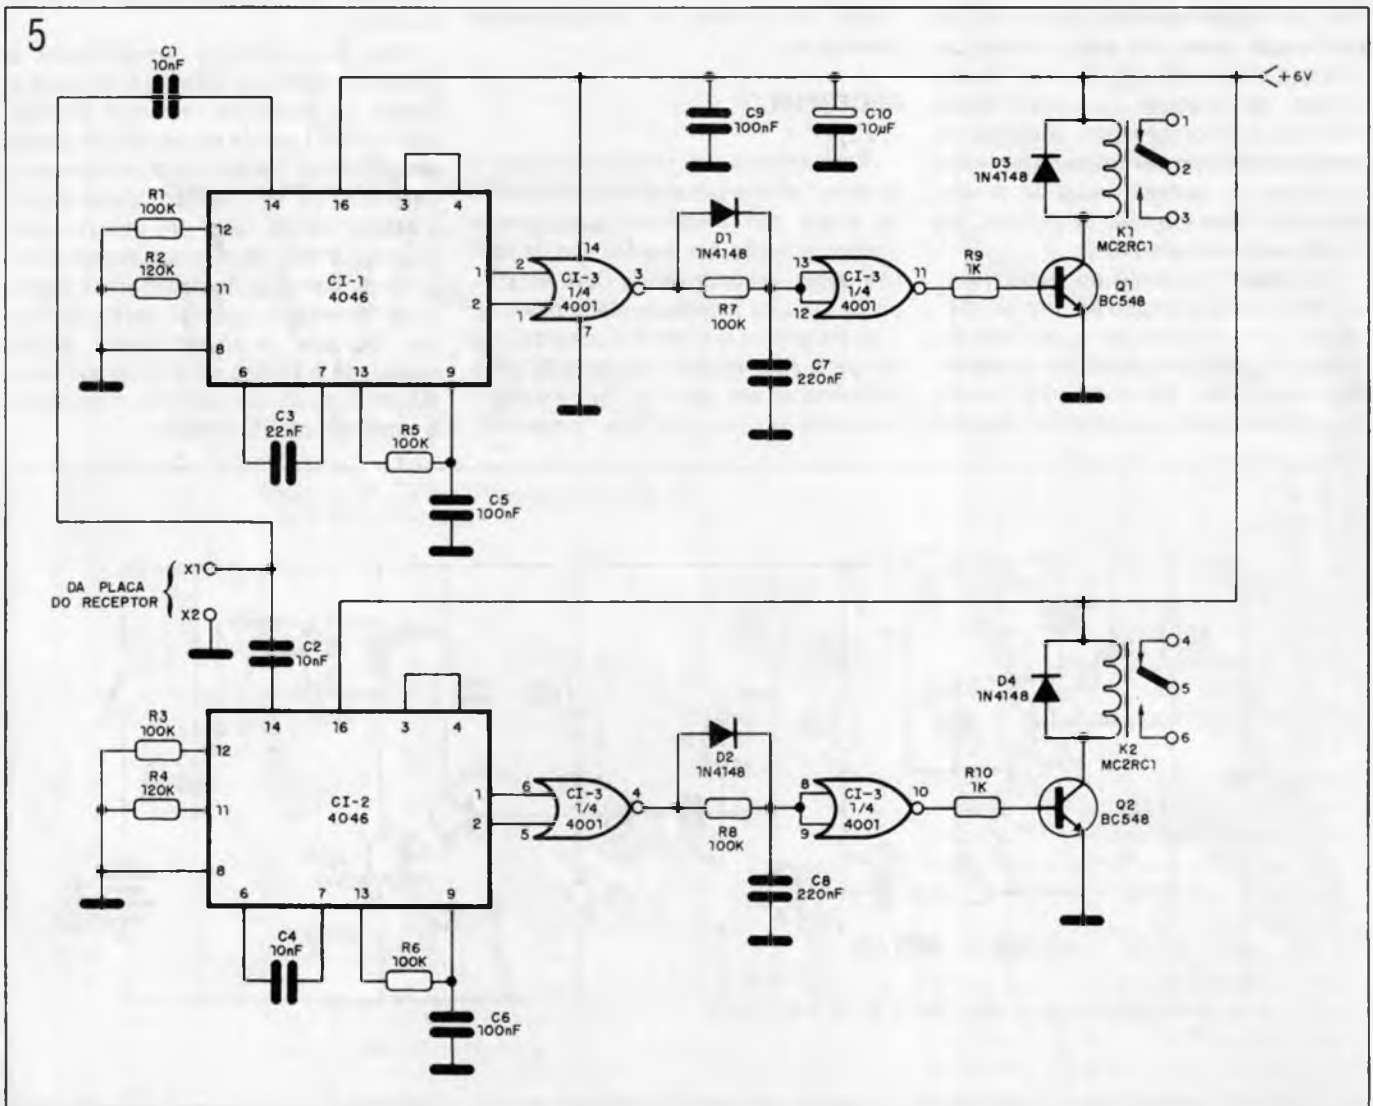 5
C1
10nF
+6V
C9
100nF
C10
10µF
1
2
3
D3
1N4148
K1
MC2RC1
R1
100K
R2
120K
14
16
3
4
12
11
8
CI-1
4046
1
2
6
7
13
9
2
1
14
CI-3
1/4
4001
7
3
D1
1N4148
R7
100K
C7
220nF
13
12
CI-3
1/4
4001
11
R9
1K
Q1
BC548
C3
22nF
R5
100K
C5
100nF
DA PLACA
DO RECEPTOR
X1
X2
C2
10nF
4
5
6
D4
1N4148
K2
MC2RC1
R3
100K
R4
120K
14
16
3
4
12
11
8
CI-2
4046
1
2
6
7
13
9
6
5
CI-3
1/4
4001
4
D2
1N4148
R8
100K
C8
220nF
8
9
CI-3
1/4
4001
10
R10
1K
Q2
BC548
C4
10nF
R6
100K
C6
100nF